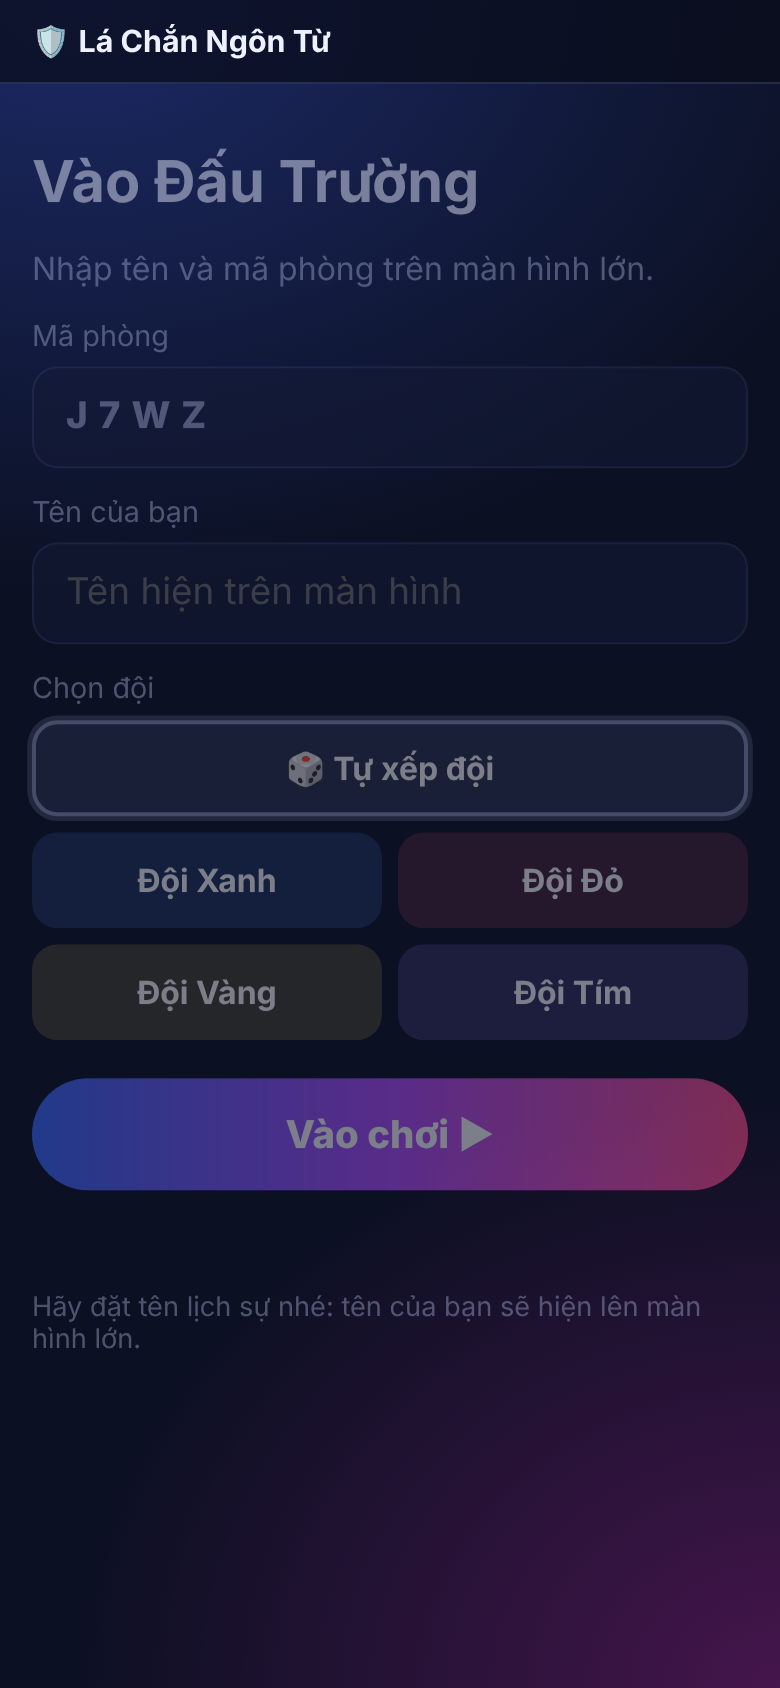 Lá Chắn Ngôn Từ
Vào Đấu Trường
Nhập tên và mã phòng trên màn hình lớn.
Mã phòng
J7WZ
Tên của bạn
Tên hiện trên màn hình
Chọn đội
Tự xếp đội
Đội Xanh
Đội Đỏ
Đội Vàng
Đội Tím
Vào chơi ▶
Hãy đặt tên lịch sự nhé: tên của bạn sẽ hiện lên màn
hình lớn.